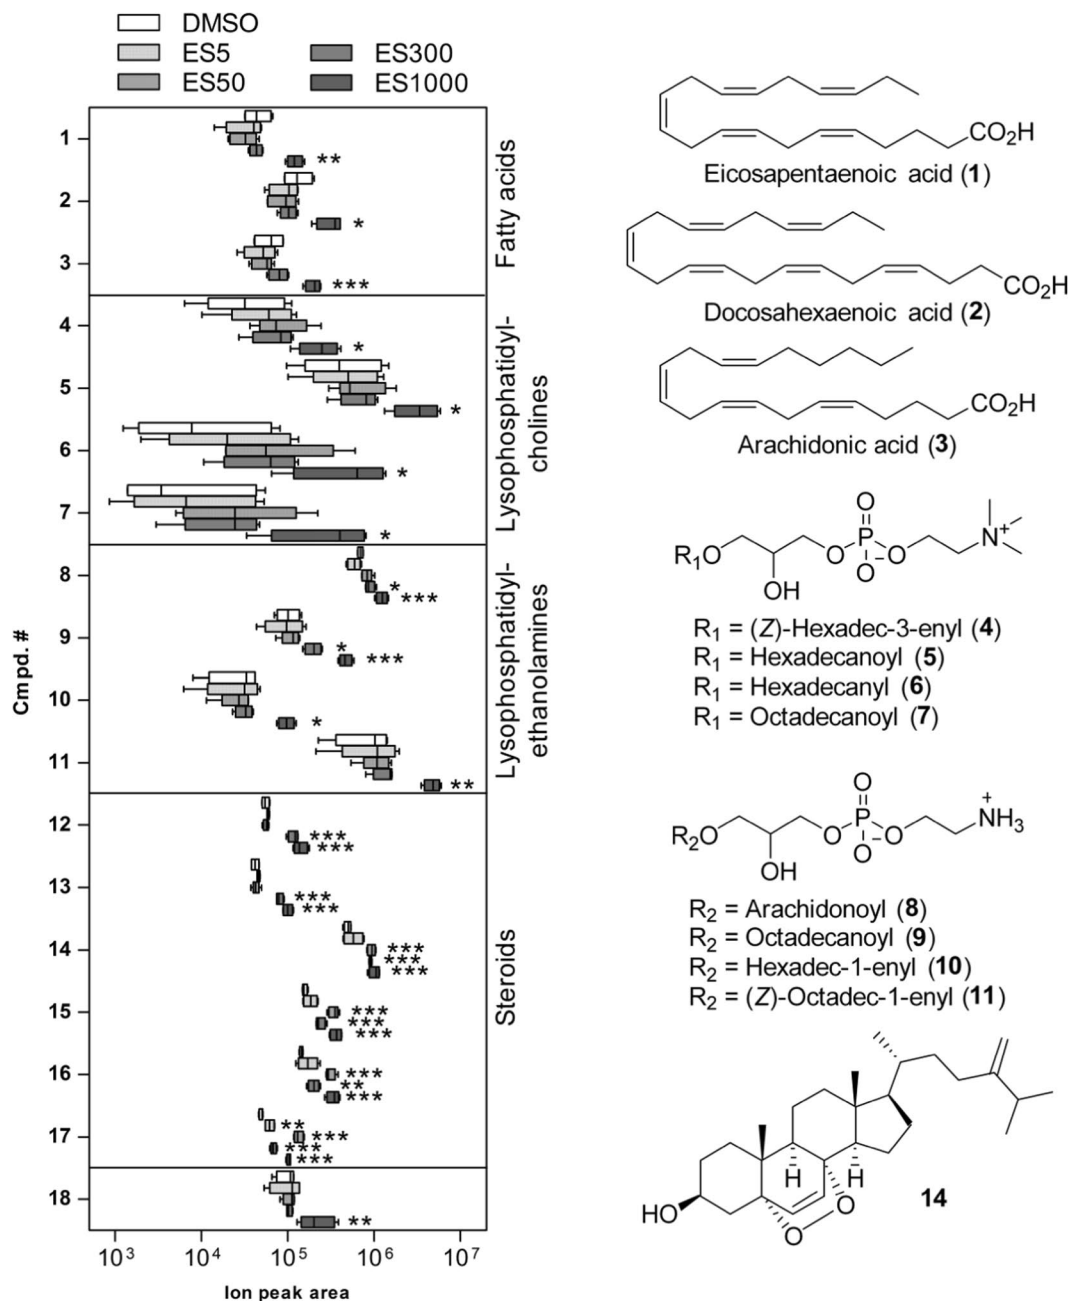 DMSO
ES5
ES50
ES300
ES1000
Cmpd. #
Fatty acids
1
**
2
*
3
***
Lysophosphatidyl-
cholines
4
*
5
*
6
*
7
*
Lysophosphatidyl-
ethanolamines
8
*
***
9
*
***
10
*
11
**
Steroids
12
***
***
13
***
***
14
***
***
***
15
***
***
***
16
***
**
***
17
**
***
***
***
18
**
10³ 10⁴ 10⁵ 10⁶ 10⁷
Ion peak area
CO₂H
Eicosapentaenoic acid (1)
CO₂H
Docosahexaenoic acid (2)
CO₂H
Arachidonic acid (3)
O
R₁O O P O N⁺
O⁻
OH
R₁ = (Z)-Hexadec-3-enyl (4)
R₁ = Hexadecanoyl (5)
R₁ = Hexadecanyl (6)
R₁ = Octadecanoyl (7)
O
R₂O O P O NH₃⁺
O⁻
OH
R₂ = Arachidonoyl (8)
R₂ = Octadecanoyl (9)
R₂ = Hexadec-1-enyl (10)
R₂ = (Z)-Octadec-1-enyl (11)
H H
HO O O
14